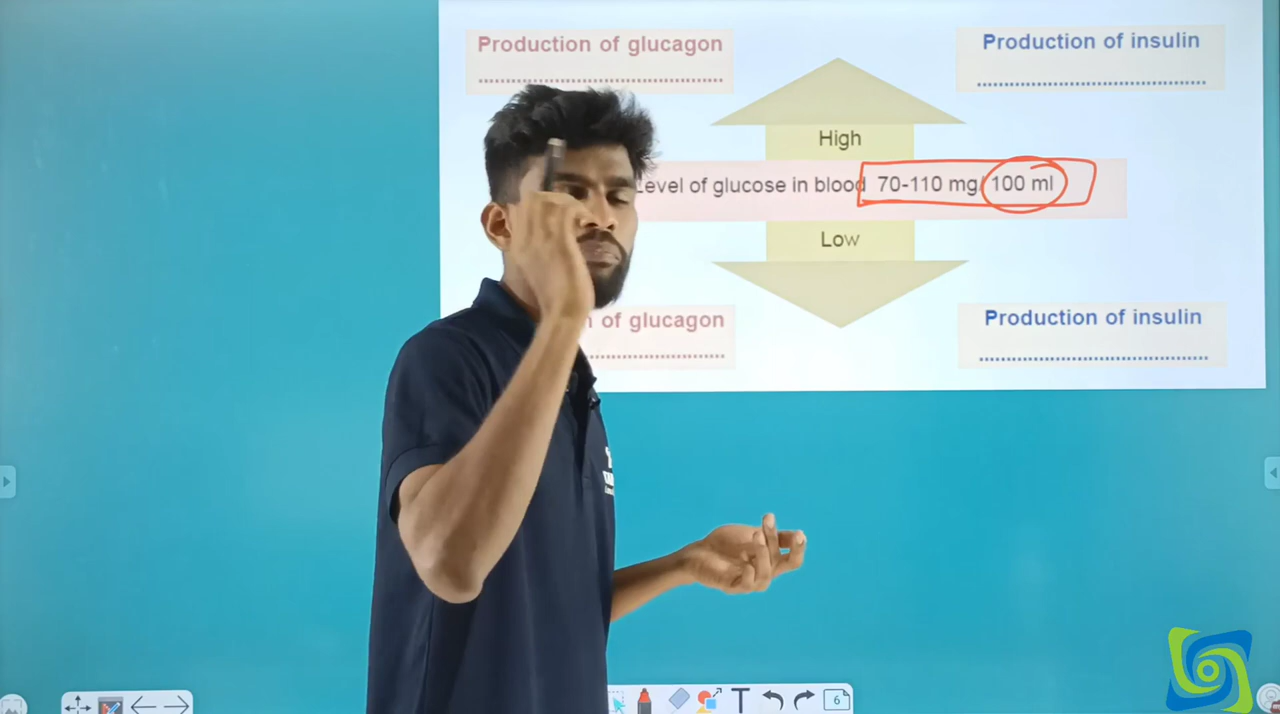 Production of glucagon
................................................
Production of insulin
................................................
High
Level of glucose in blood 70-110 mg/ 100 ml
Low
of glucagon
................................
Production of insulin
................................................
T
6